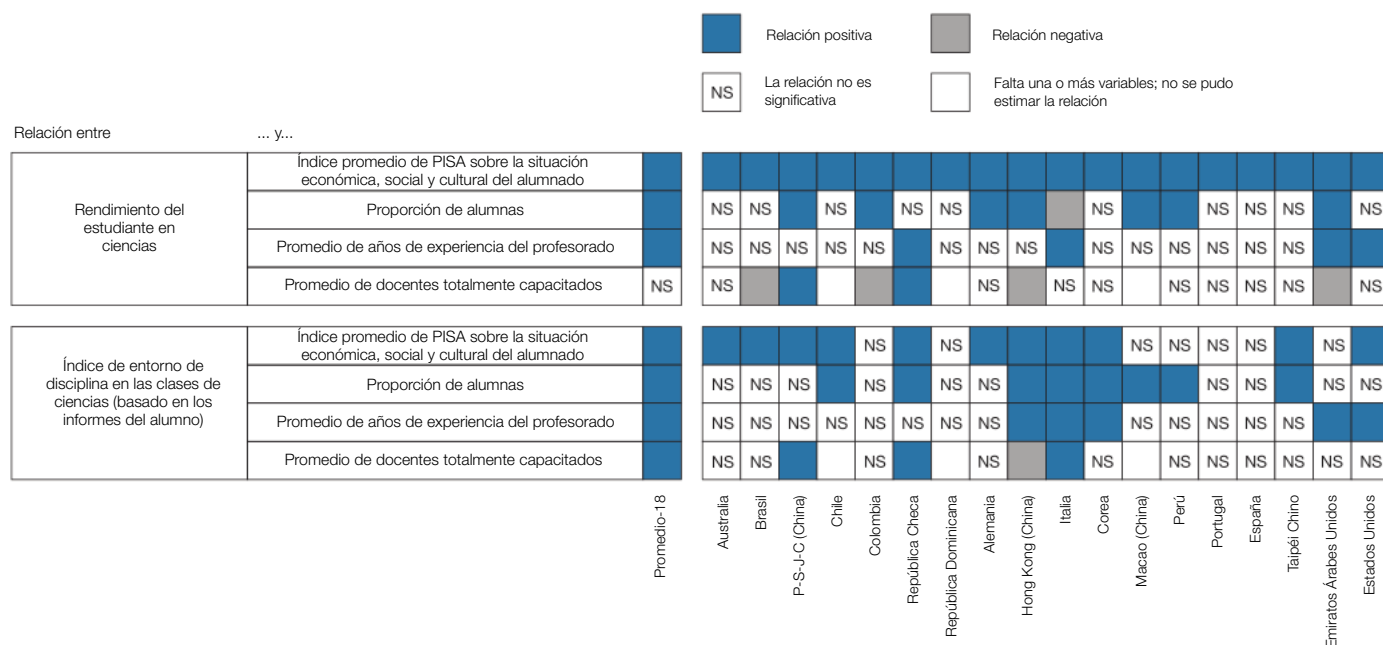 Relación positiva
Relación negativa
NS
La relación no es
significativa
Falta una o más variables; no se pudo
estimar la relación
Relación entre
... y...
Rendimiento del
estudiante en
ciencias
Índice promedio de PISA sobre la situación
económica, social y cultural del alumnado
Proporción de alumnas
NS NS NS NS NS NS NS NS NS NS
Promedio de años de experiencia del profesorado
NS NS NS NS NS NS NS NS NS NS NS NS NS NS
Promedio de docentes totalmente capacitados
NS NS NS NS NS NS NS NS NS NS
Índice de entorno de
disciplina en las clases de
ciencias (basado en los
informes del alumno)
Índice promedio de PISA sobre la situación
económica, social y cultural del alumnado
NS NS NS NS NS NS NS
Proporción de alumnas
NS NS NS NS NS NS NS NS NS NS
Promedio de años de experiencia del profesorado
NS NS NS NS NS NS NS NS NS NS NS NS NS
Promedio de docentes totalmente capacitados
NS NS NS NS NS NS NS NS NS NS NS
Promedio-18
Australia
Brasil
P-S-J-C (China)
Chile
Colombia
República Checa
República Dominicana
Alemania
Hong Kong (China)
Italia
Corea
Macao (China)
Perú
Portugal
España
Taipéi Chino
Emiratos Árabes Unidos
Estados Unidos